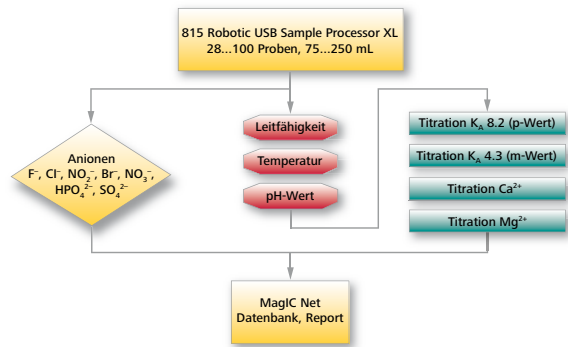 815 Robotic USB Sample Processor XL
28...100 Proben, 75...250 mL
Anionen
F⁻, Cl⁻, NO₂⁻, Br⁻, NO₃⁻,
HPO₄²⁻, SO₄²⁻
Leitfähigkeit
Temperatur
pH-Wert
Titration K_A 8.2 (p-Wert)
Titration K_A 4.3 (m-Wert)
Titration Ca²⁺
Titration Mg²⁺
MagIC Net
Datenbank, Report